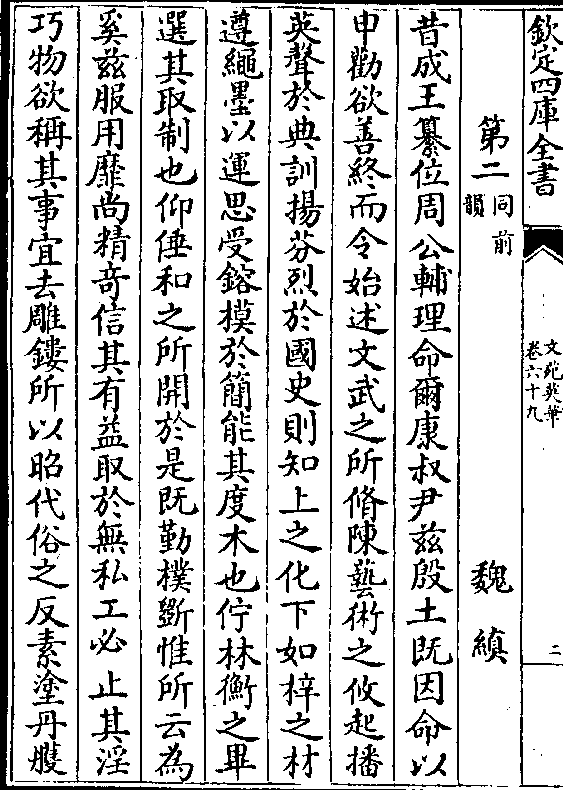 欽定四庫全書
文苑英華
卷六十九
二
第二同前韻
魏縝
昔成王纂位周公輔理命爾康叔尹兹殷土既因命以
申勸欲善終而令始述文武之所脩陳藝術之攸起播
英聲於典訓揚芬烈於國史則知上之化下如梓之材
遵繩墨以運思受鎔模於簡能其度木也佇林衡之畢
選其取制也仰倕和之所開於是既勤樸斵惟所云為
奚兹服用靡尚精奇信其有益取於無私工必止其淫
巧物欲稱其事宜去雕鏤所以昭代俗之反素塗丹雘